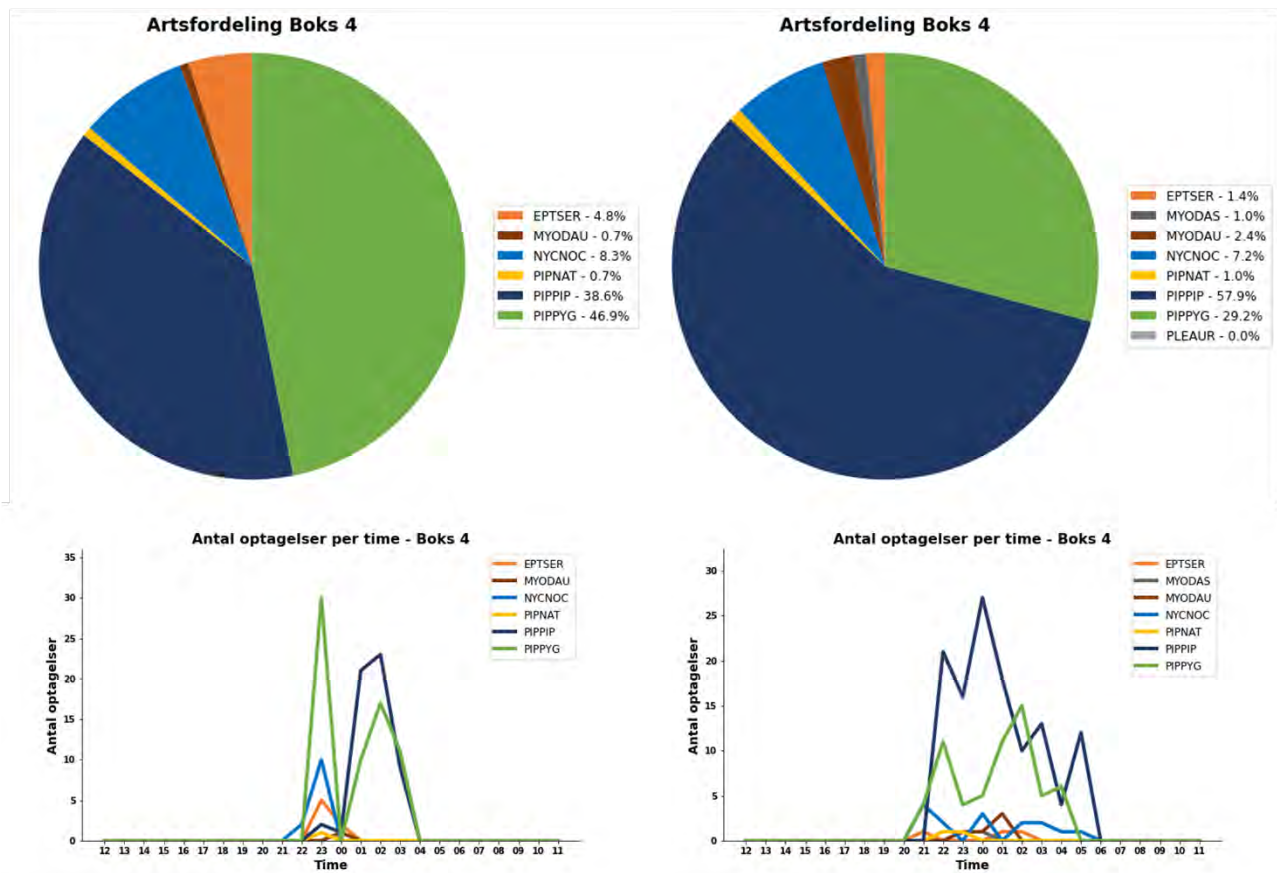 Artsfordeling Boks 4
EPTSER - 4.8%
MYODAU - 0.7%
NYCNOC - 8.3%
PIPNAT - 0.7%
PIPPIP - 38.6%
PIPPYG - 46.9%
Artsfordeling Boks 4
EPTSER - 1.4%
MYODAS - 1.0%
MYODAU - 2.4%
NYCNOC - 7.2%
PIPNAT - 1.0%
PIPPIP - 57.9%
PIPPYG - 29.2%
PLEAUR - 0.0%
Antal optagelser per time - Boks 4
Antal optagelser
35
30
25
20
15
10
5
0
EPTSER
MYODAU
NYCNOC
PIPNAT
PIPPIP
PIPPYG
12 13 14 15 16 17 18 19 20 21 22 23 00 01 02 03 04 05 06 07 08 09 10 11
Time
Antal optagelser per time - Boks 4
Antal optagelser
30
25
20
15
10
5
0
EPTSER
MYODAS
MYODAU
NYCNOC
PIPNAT
PIPPIP
PIPPYG
12 13 14 15 16 17 18 19 20 21 22 23 00 01 02 03 04 05 06 07 08 09 10 11
Time